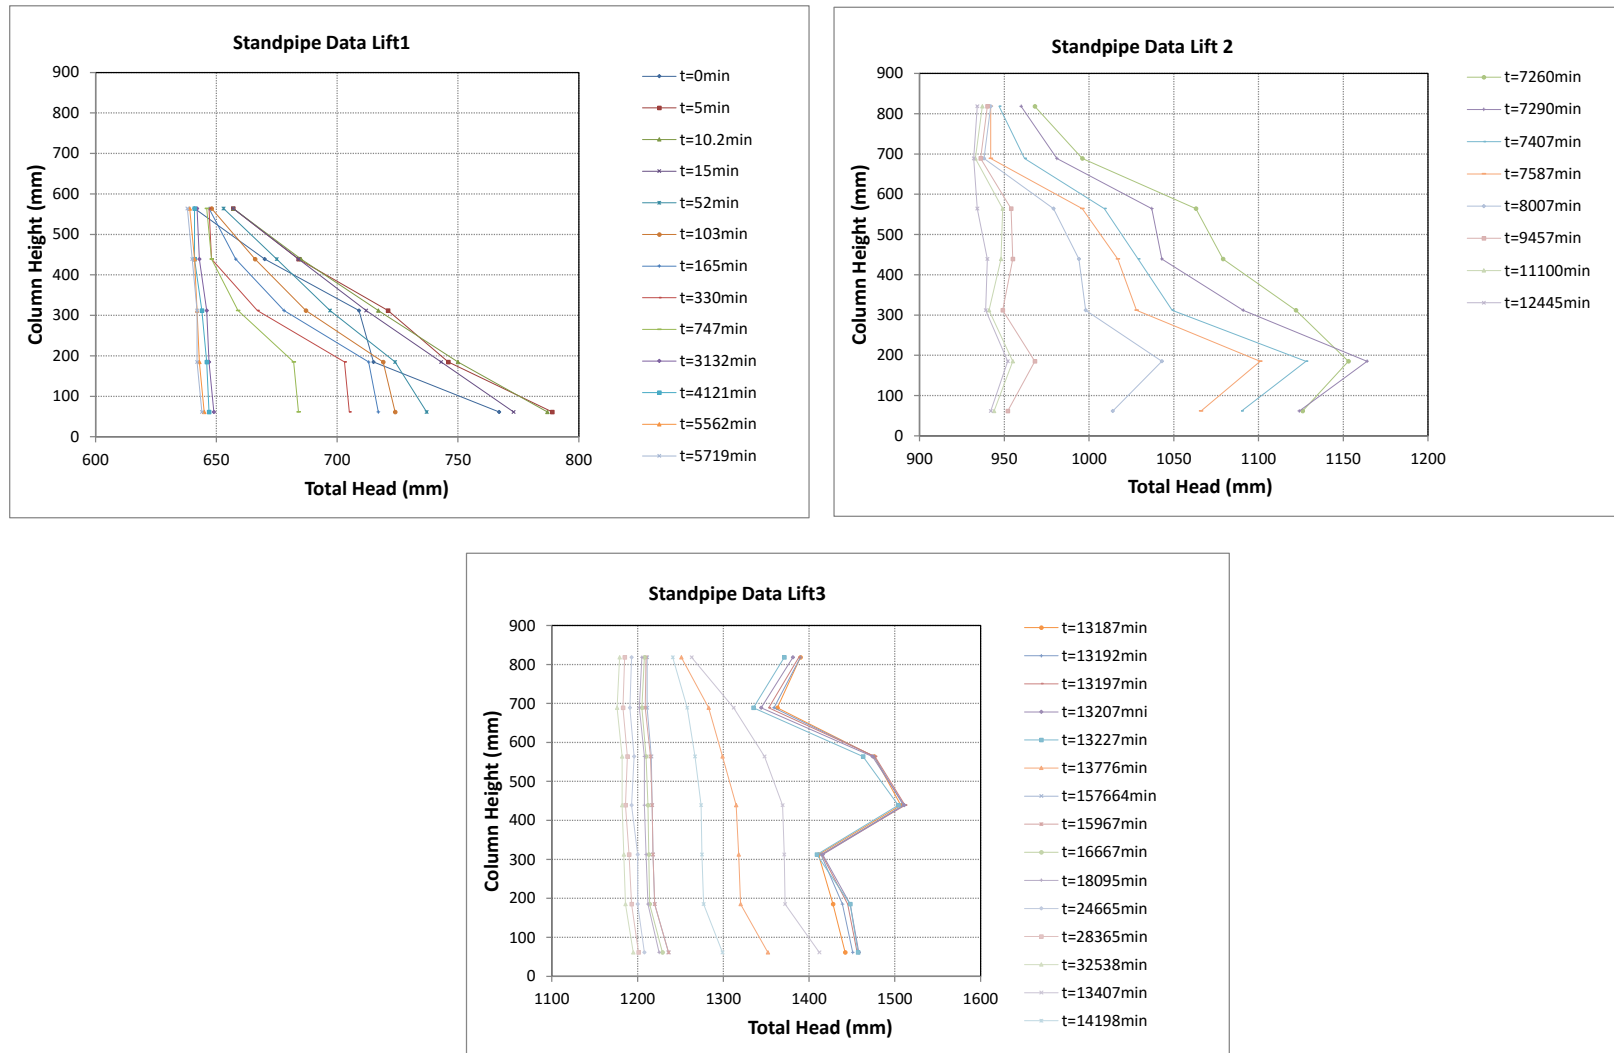 Standpipe Data Lift1
900
800
700
600
500
400
300
200
100
0
600
650
700
750
800
Column Height (mm)
Total Head (mm)
t=0min
t=5min
t=10.2min
t=15min
t=52min
t=103min
t=165min
t=330min
t=747min
t=3132min
t=4121min
t=5562min
t=5719min
Standpipe Data Lift 2
900
800
700
600
500
400
300
200
100
0
900
950
1000
1050
1100
1150
1200
Column Height (mm)
Total Head (mm)
t=7260min
t=7290min
t=7407min
t=7587min
t=8007min
t=9457min
t=11100min
t=12445min
Standpipe Data Lift3
900
800
700
600
500
400
300
200
100
0
1100
1200
1300
1400
1500
1600
Column Height (mm)
Total Head (mm)
t=13187min
t=13192min
t=13197min
t=13207mni
t=13227min
t=13776min
t=157664min
t=15967min
t=16667min
t=18095min
t=24665min
t=28365min
t=32538min
t=13407min
t=14198min